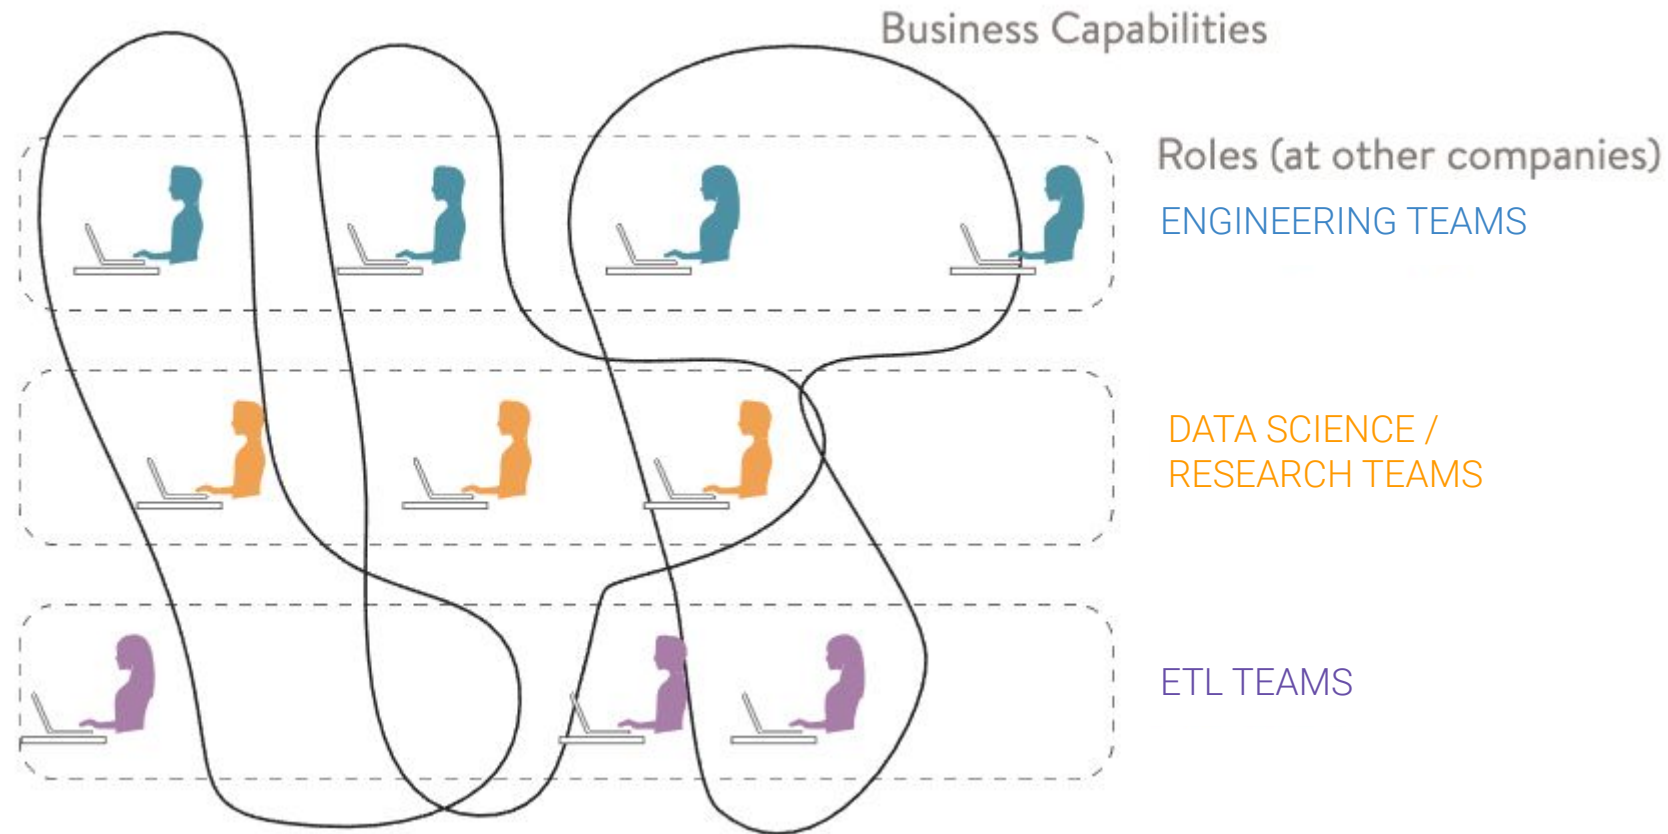 Business Capabilities
Roles (at other companies)
ENGINEERING TEAMS
DATA SCIENCE /
RESEARCH TEAMS
ETL TEAMS